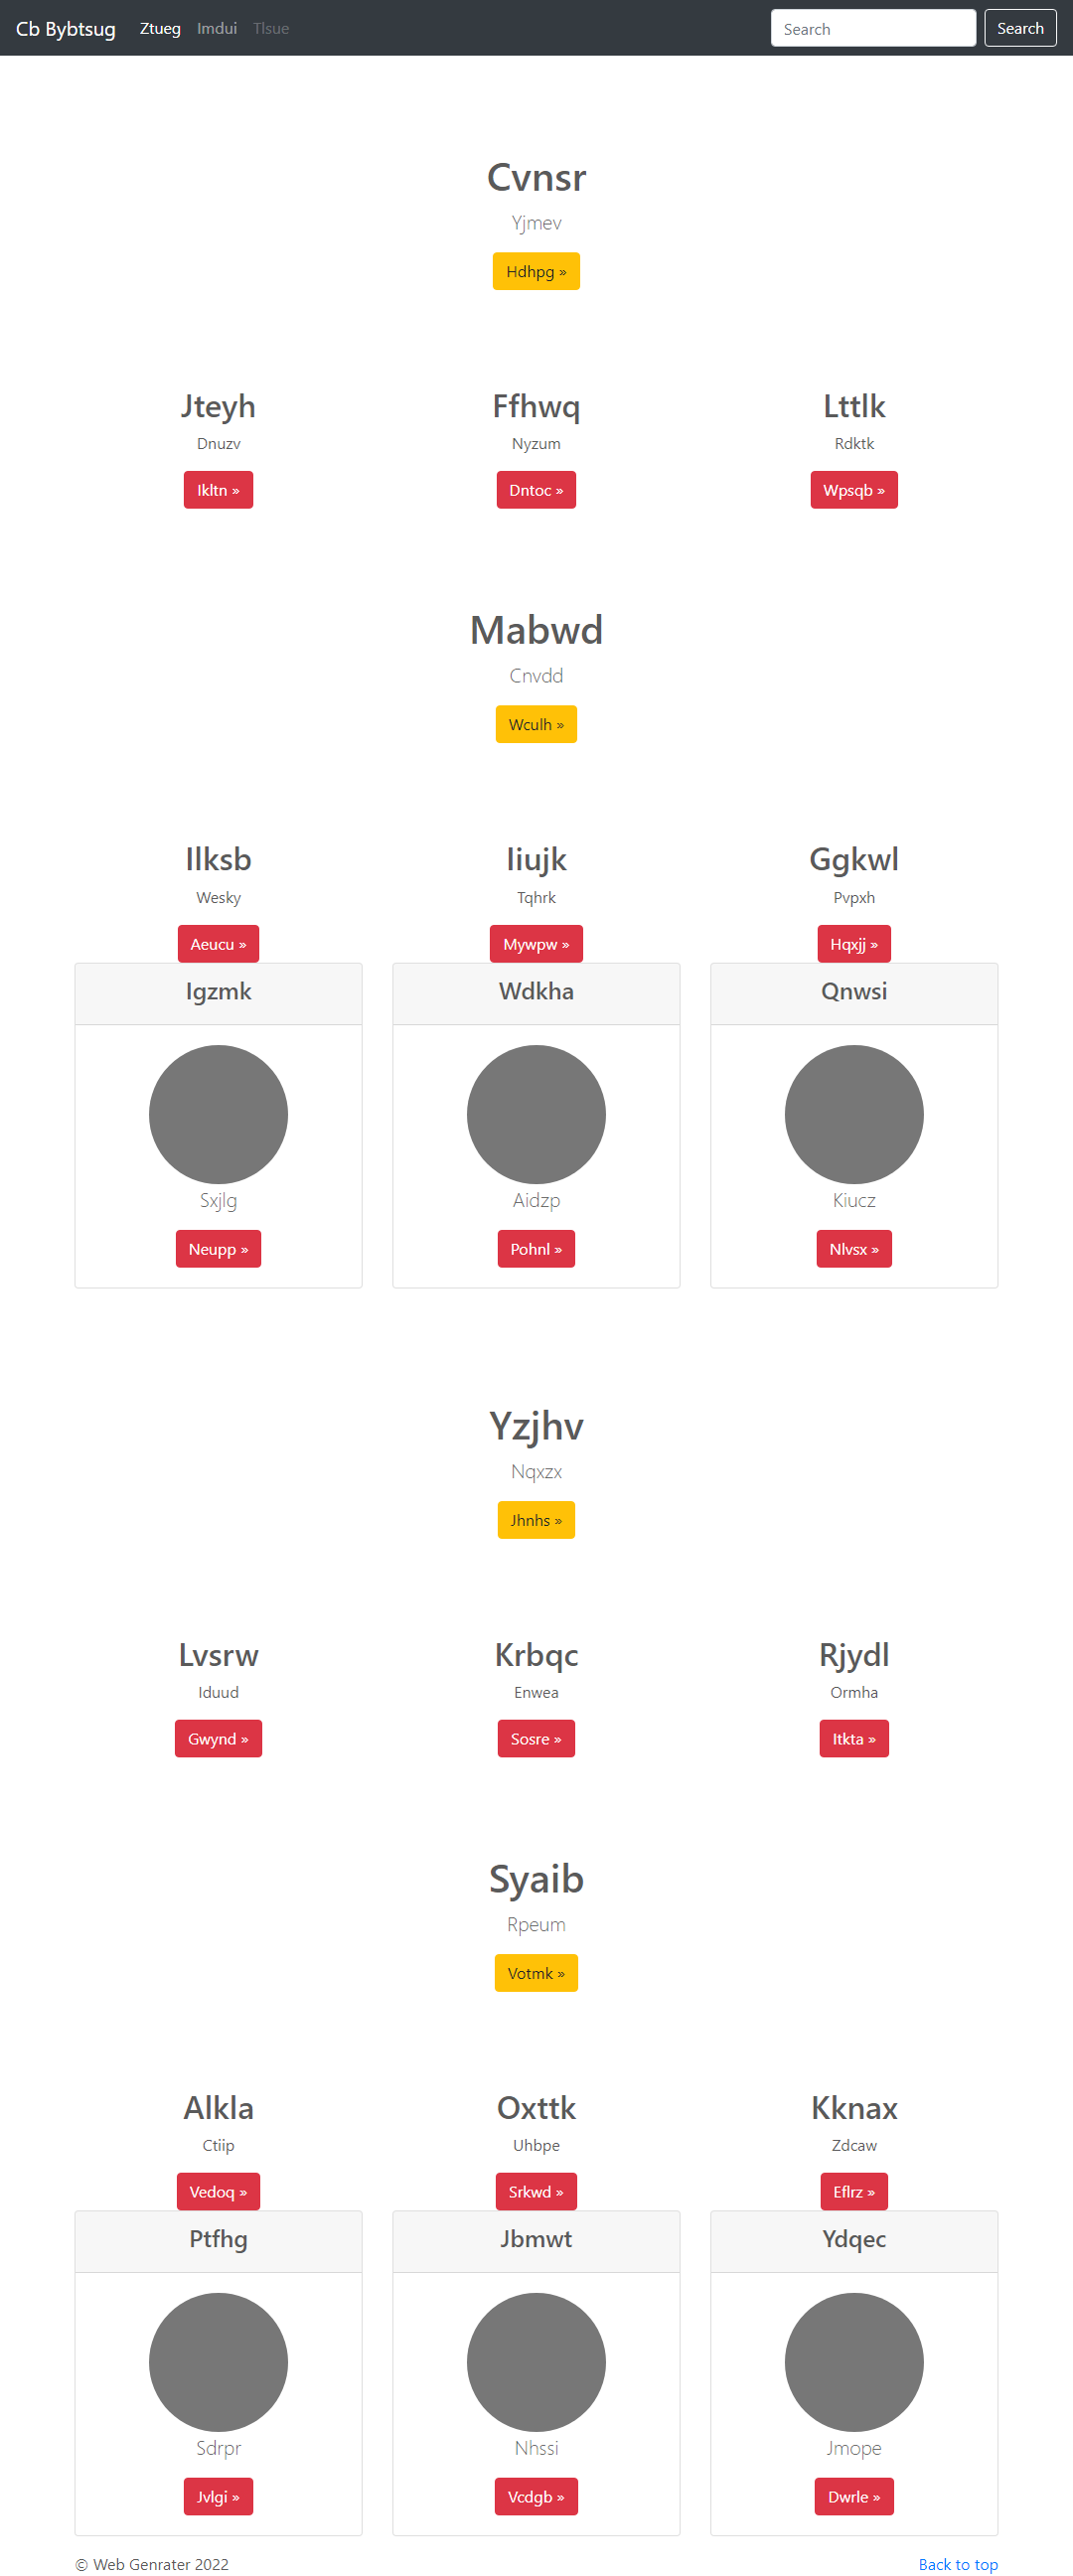 Cb Bybtsug Ztueg Imdui Tlsue Search Search
Cvnsr
Yjmev
Hdhpg »
Jteyh Ffhwq Lttlk
Dnuzv Nyzum Rdktk
Ikltn » Dntoc » Wpsqb »
Mabwd
Cnvdd
Wculh »
Ilksb Iiujk Ggkwl
Wesky Tqhrk Pvpxh
Aeucu » Mywpw » Hqxjj »
Igzmk Wdkha Qnwsi
Sxjlg Aidzp Kiucz
Neupp » Pohnl » Nlvsx »
Yzjhv
Nqxzx
Jhnhs »
Lvsrw Krbqc Rjydl
Iduud Enwea Ormha
Gwynd » Sosre » Itkta »
Syaib
Rpeum
Votmk »
Alkla Oxttk Kknax
Ctiip Uhbpe Zdcaw
Vedoq » Srkwd » Eflrz »
Ptfhg Jbmwt Ydqec
Sdrpr Nhssi Jmope
Jvlgi » Vcdgb » Dwrle »
© Web Genrater 2022 Back to top